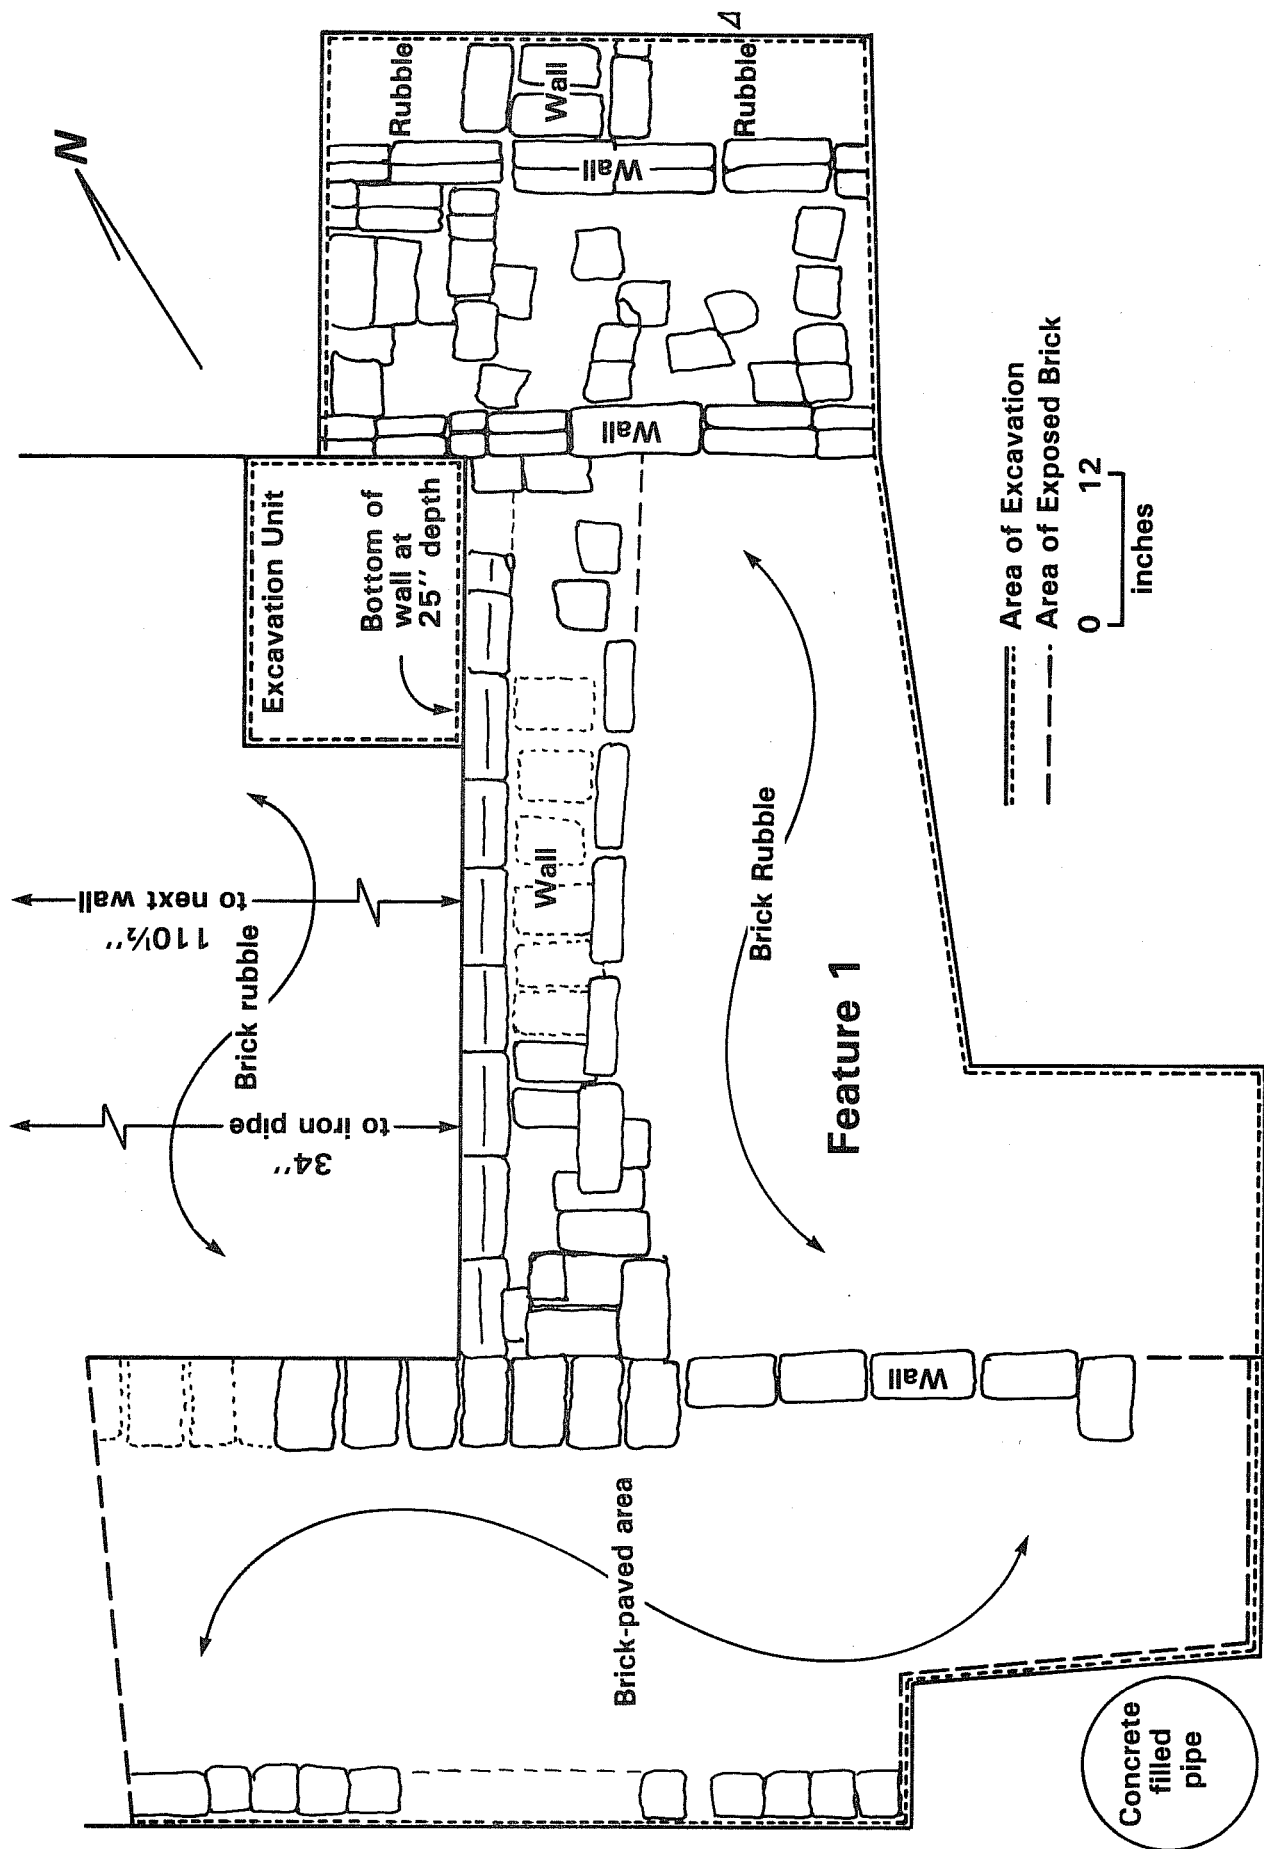 N
Rubble
Wall
Rubble
Wall
Wall
Excavation Unit
Bottom of
wall at
25'' depth
110½''
to next wall
Brick rubble
34''
to iron pipe
Wall
Brick Rubble
Feature 1
Wall
Brick-paved area
Concrete
filled
pipe
Area of Excavation
Area of Exposed Brick
0 12
inches